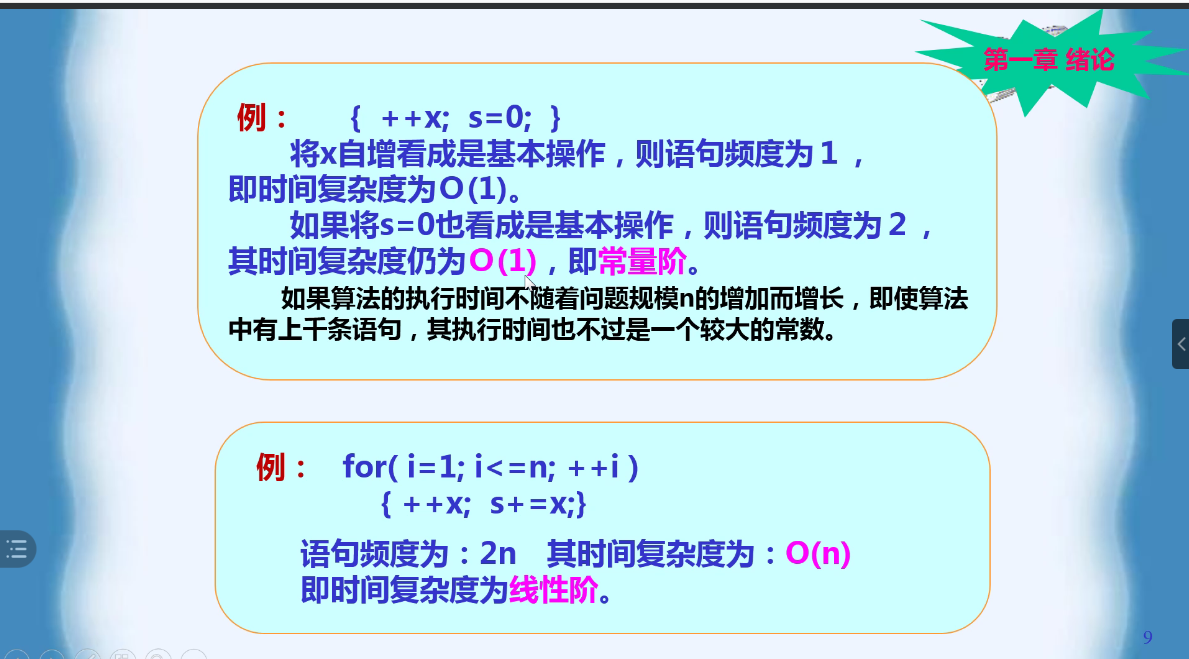 第一章 绪论
例： { ++x; s=0; }
将x自增看成是基本操作，则语句频度为１，
即时间复杂度为Ｏ(1)。
如果将s=0也看成是基本操作，则语句频度为２，
其时间复杂度仍为Ｏ(1)，即常量阶。
如果算法的执行时间不随着问题规模n的增加而增长，即使算法
中有上千条语句，其执行时间也不过是一个较大的常数。
例： for( i=1; i<=n; ++i )
{ ++x; s+=x;}
语句频度为：2n 其时间复杂度为：O(n)
即时间复杂度为线性阶。
9